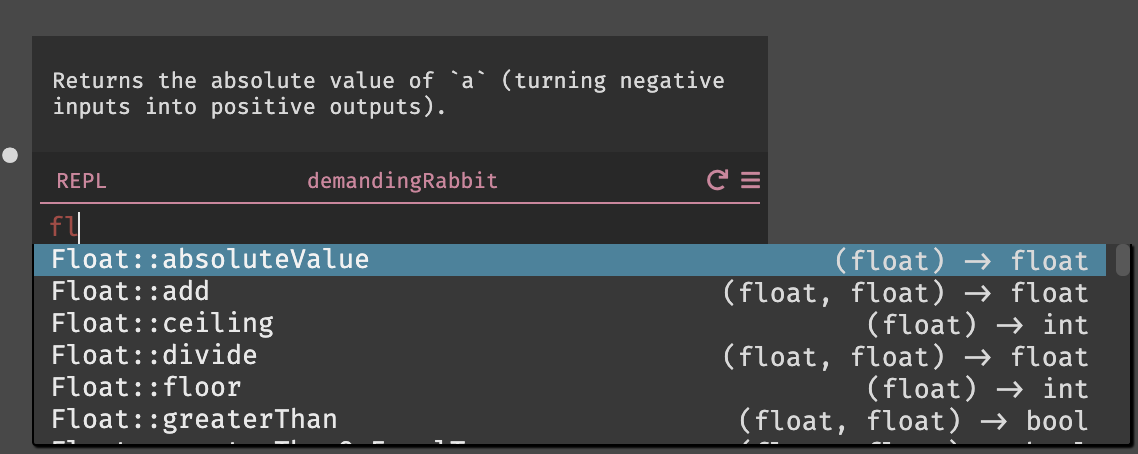 Returns the absolute value of `a` (turning negative
inputs into positive outputs).
REPL demandingRabbit
fl
Float::absoluteValue (float) → float
Float::add (float, float) → float
Float::ceiling (float) → int
Float::divide (float, float) → float
Float::floor (float) → int
Float::greaterThan (float, float) → bool